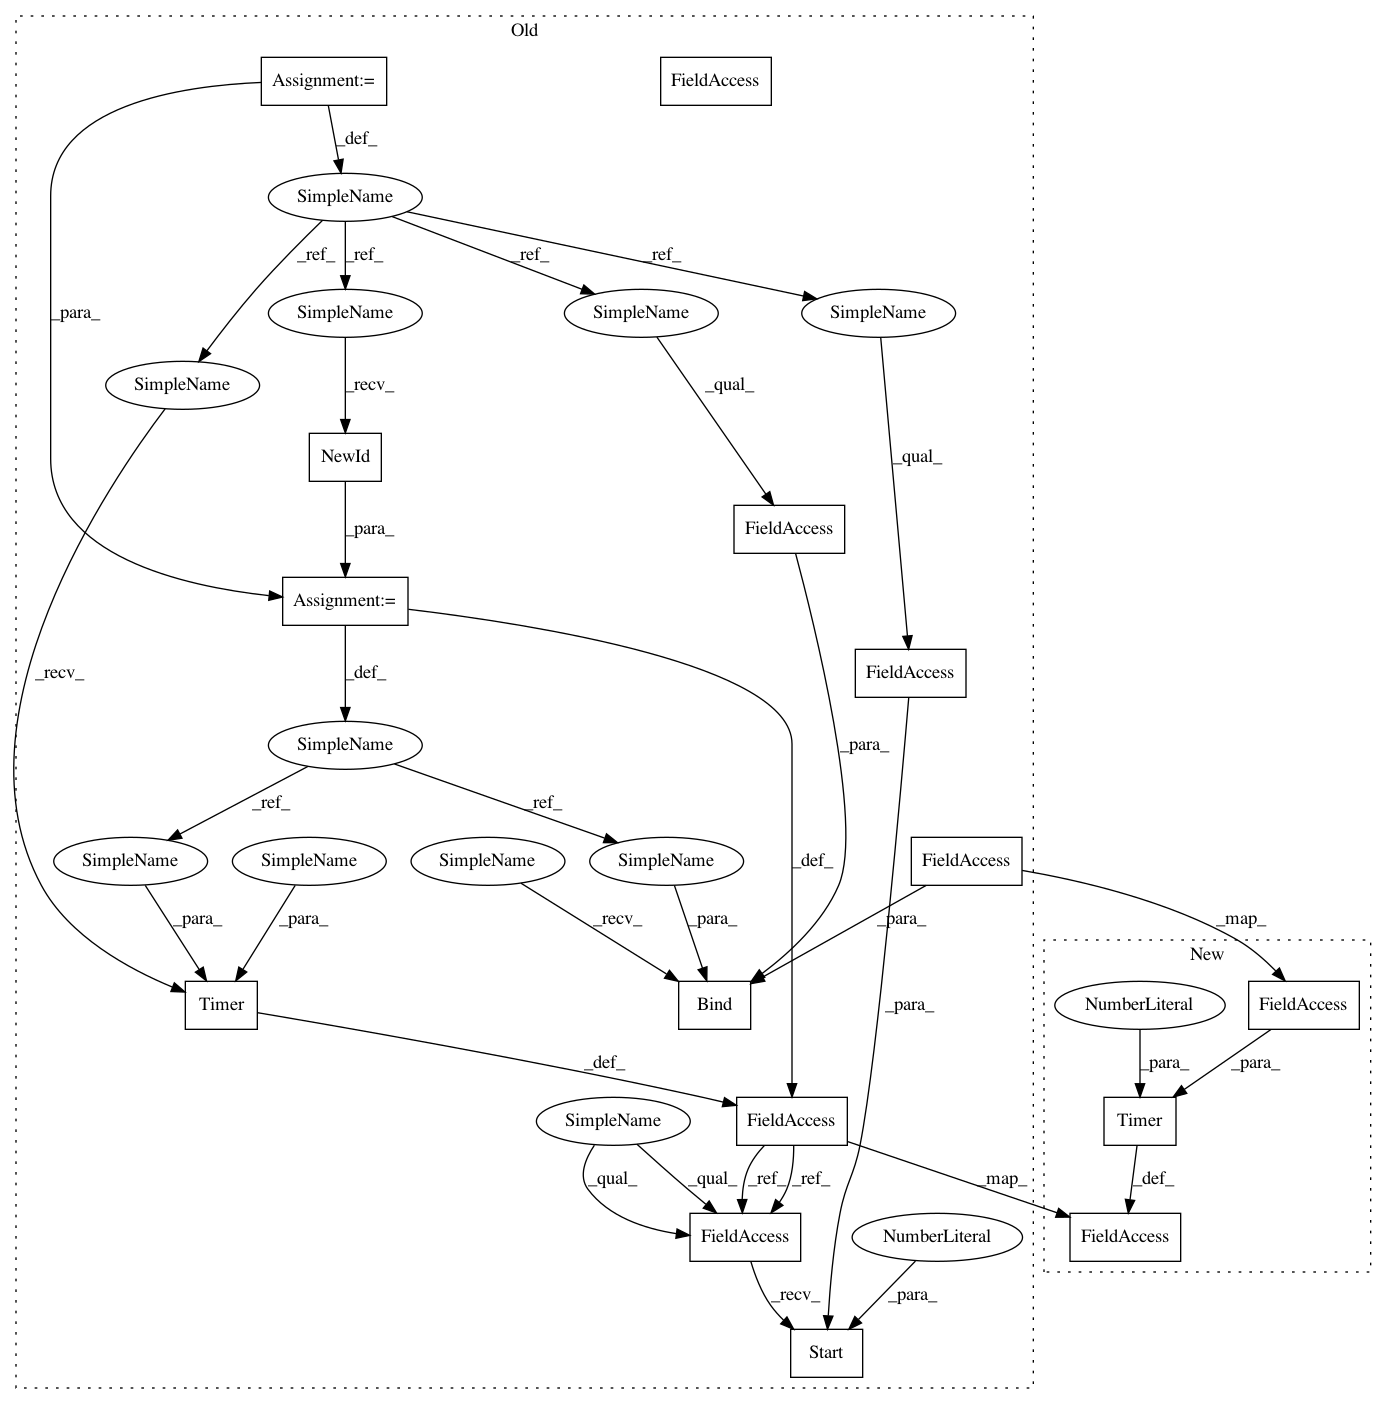 Old
Assignment:=
FieldAccess
_def_
SimpleName
_ref_
_ref_
_ref_
_ref_
_para_
SimpleName
SimpleName
SimpleName
SimpleName
_recv_
_qual_
NewId
_qual_
FieldAccess
_para_
Assignment:=
_recv_
_def_
FieldAccess
SimpleName
_para_
_ref_
_ref_
SimpleName
SimpleName
SimpleName
SimpleName
_def_
FieldAccess
_para_
_para_
_recv_
_para_
_para_
_map_
New
Timer
Bind
_para_
NumberLiteral
FieldAccess
_def_
_para_
_para_
SimpleName
FieldAccess
Timer
_qual_
_qual_
_ref_
_ref_
_map_
_def_
FieldAccess
NumberLiteral
FieldAccess
_recv_
_para_
Start